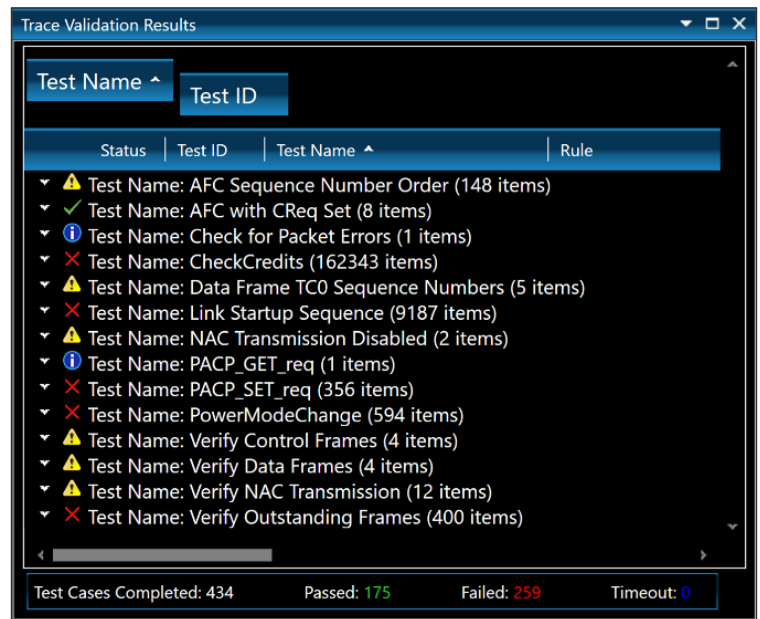 Trace Validation Results
Test Name
Test ID
Status Test ID Test Name Rule
Test Name: AFC Sequence Number Order (148 items)
Test Name: AFC with CReq Set (8 items)
Test Name: Check for Packet Errors (1 items)
Test Name: CheckCredits (162343 items)
Test Name: Data Frame TC0 Sequence Numbers (5 items)
Test Name: Link Startup Sequence (9187 items)
Test Name: NAC Transmission Disabled (2 items)
Test Name: PACP_GET_req (1 items)
Test Name: PACP_SET_req (356 items)
Test Name: PowerModeChange (594 items)
Test Name: Verify Control Frames (4 items)
Test Name: Verify Data Frames (4 items)
Test Name: Verify NAC Transmission (12 items)
Test Name: Verify Outstanding Frames (400 items)
Test Cases Completed: 434 Passed: 175 Failed: 259 Timeout: 0